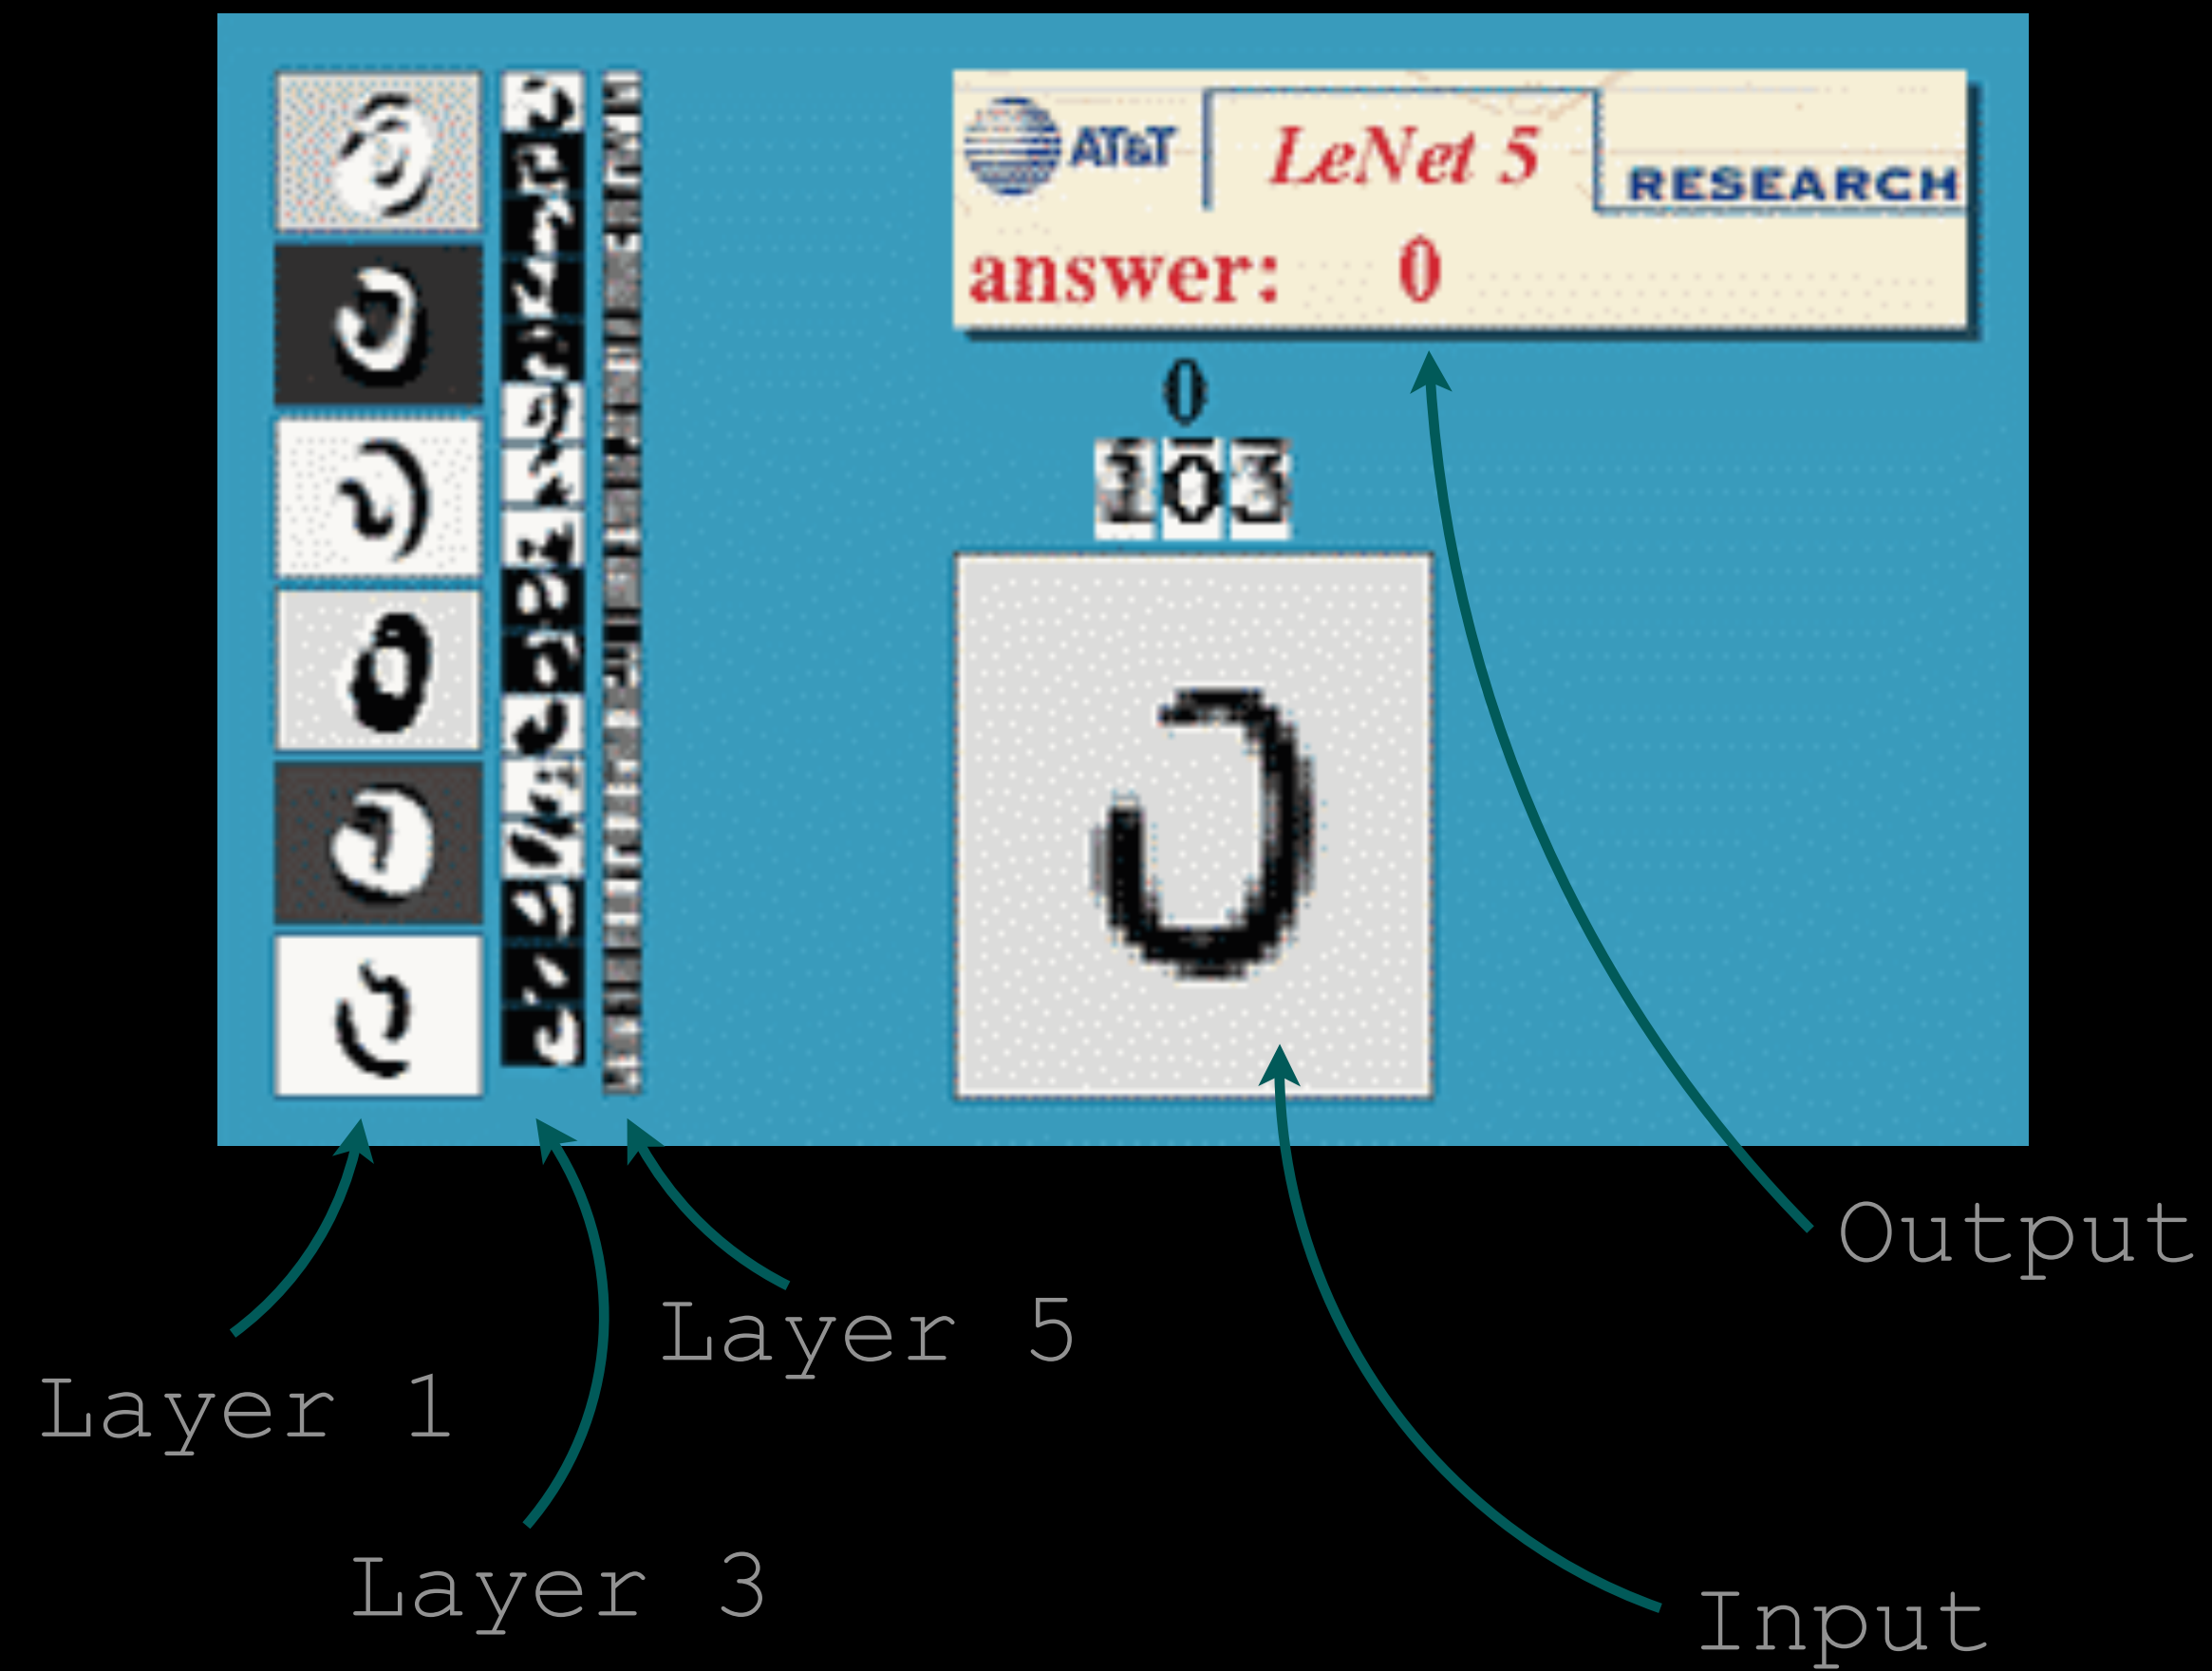 AT&T LeNet 5 RESEARCH
answer: 0
0
103
Output
Layer 5
Layer 1
Layer 3
Input